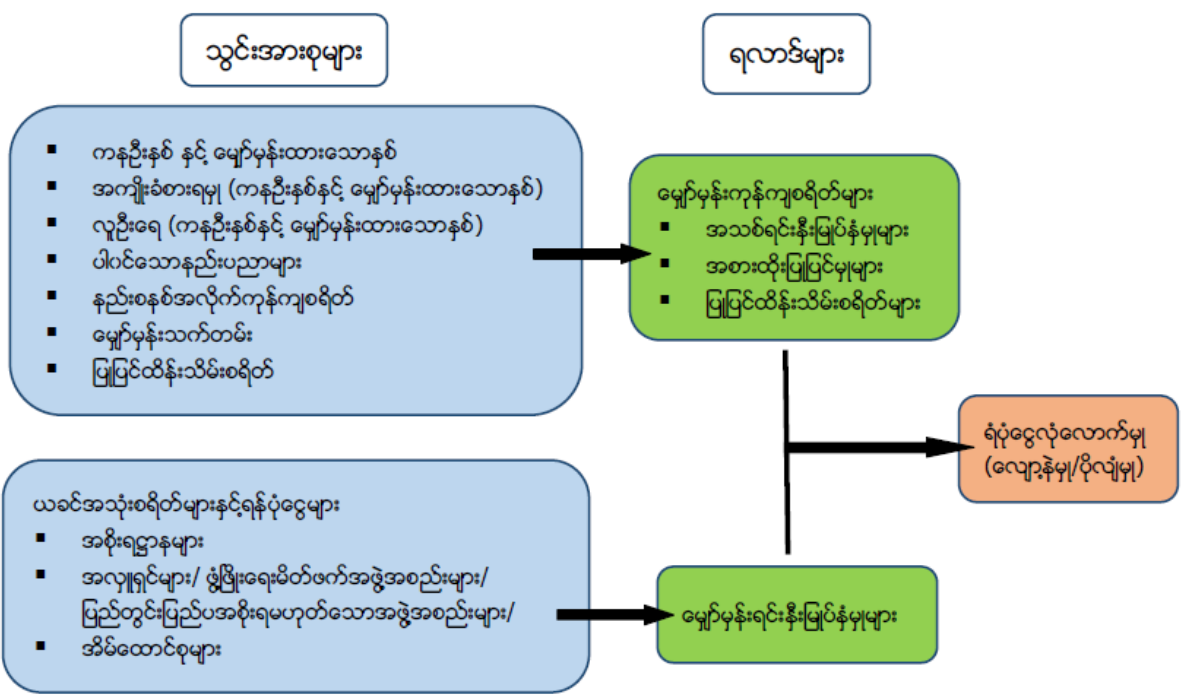 သွင်းအားစုများ
ရလာဒ်များ
▪ ကနဦးနှစ် နှင့် မျှော်မှန်းထားသောနှစ်
▪ အကျိုးခံစားရမှု (ကနဦးနှစ်နှင့် မျှော်မှန်းထားသောနှစ်)
▪ လူဦးရေ (ကနဦးနှစ်နှင့် မျှော်မှန်းထားသောနှစ်)
▪ ပါဂင်သောနည်းပညာများ
▪ နည်းစနစ်အလိုက်ကုန်ကျစရိတ်
▪ မျှော်မှန်းသက်တမ်း
▪ ပြုပြင်ထိန်းသိမ်းစရိတ်
မျှော်မှန်းကုန်ကျစရိတ်များ
▪ အသစ်ရင်းနှီးမြှုပ်နှံမှုများ
▪ အစားထိုးပြုပြင်မှုများ
▪ ပြုပြင်ထိန်းသိမ်းစရိတ်များ
ရံပုံငွေလုံလောက်မှု
(လျော့နဲမှု/ပိုလျှံမှု)
ယခင်အသုံးစရိတ်များနှင့်ရန်ပုံငွေများ
▪ အစိုးရဋ္ဌာနများ
▪ အလှူရှင်များ/ ဖွံ့ဖြိုးရေးမိတ်ဖက်အဖွဲ့အစည်းများ/
ပြည်တွင်းပြည်ပအစိုးရမဟုတ်သောအဖွဲ့အစည်းများ/
▪ အိမ်ထောင်စုများ
မျှော်မှန်းရင်းနှီးမြှုပ်နှံမှုများ